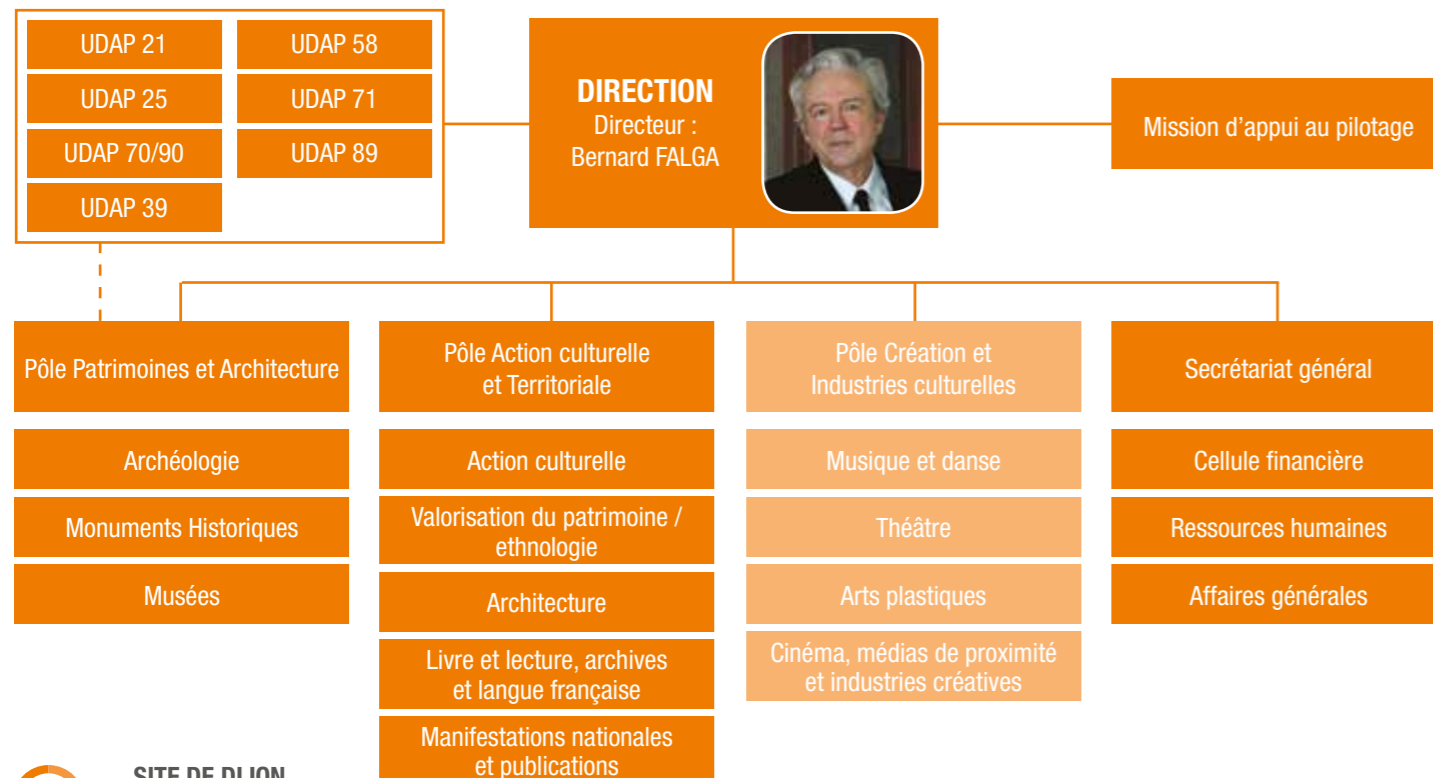 UDAP 21
UDAP 58
UDAP 25
UDAP 71
UDAP 70/90
UDAP 89
UDAP 39
DIRECTION
Directeur :
Bernard FALGA
Mission d'appui au pilotage
Pôle Patrimoines et Architecture
Archéologie
Monuments Historiques
Musées
Pôle Action culturelle
et Territoriale
Action culturelle
Valorisation du patrimoine /
ethnologie
Architecture
Livre et lecture, archives
et langue française
Manifestations nationales
et publications
Pôle Création et
Industries culturelles
Musique et danse
Théâtre
Arts plastiques
Cinéma, médias de proximité
et industries créatives
Secrétariat général
Cellule financière
Ressources humaines
Affaires générales
SITE DE DIJON